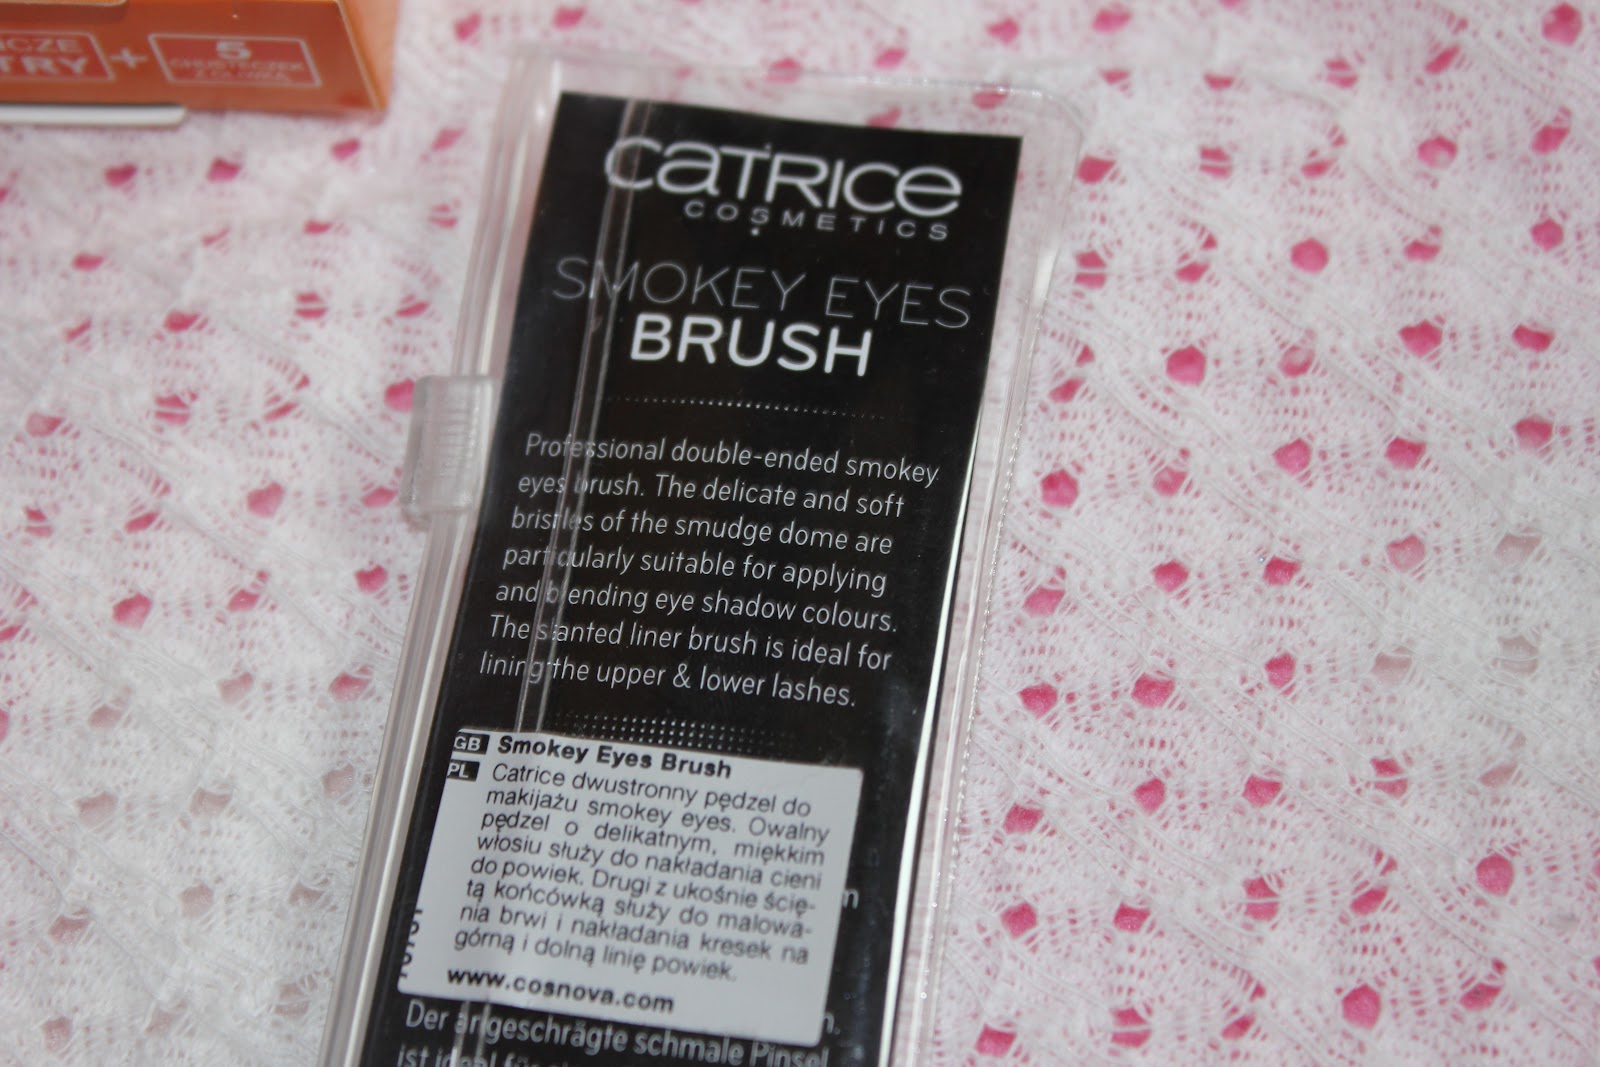 TRY + 5
CATRICE
COSMETICS
SMOKEY EYES
BRUSH
Professional double-ended smokey
eyes brush. The delicate and soft
bristles of the smudge dome are
particularly suitable for applying
and blending eye shadow colours.
The slanted liner brush is ideal for
lining the upper & lower lashes.
GB Smokey Eyes Brush
PL Catrice dwustronny pędzel do
makijażu smokey eyes. Owalny
pędzel o delikatnym, miękkim
włosiu służy do nakładania cieni
do powiek. Drugi z ukośnie ścię-
tą końcówką służy do malowa-
nia brwi i nakładania kresek na
górną i dolną linię powiek.
www.cosnova.com
Der angeschrägte schmale Pinsel
ist ideal